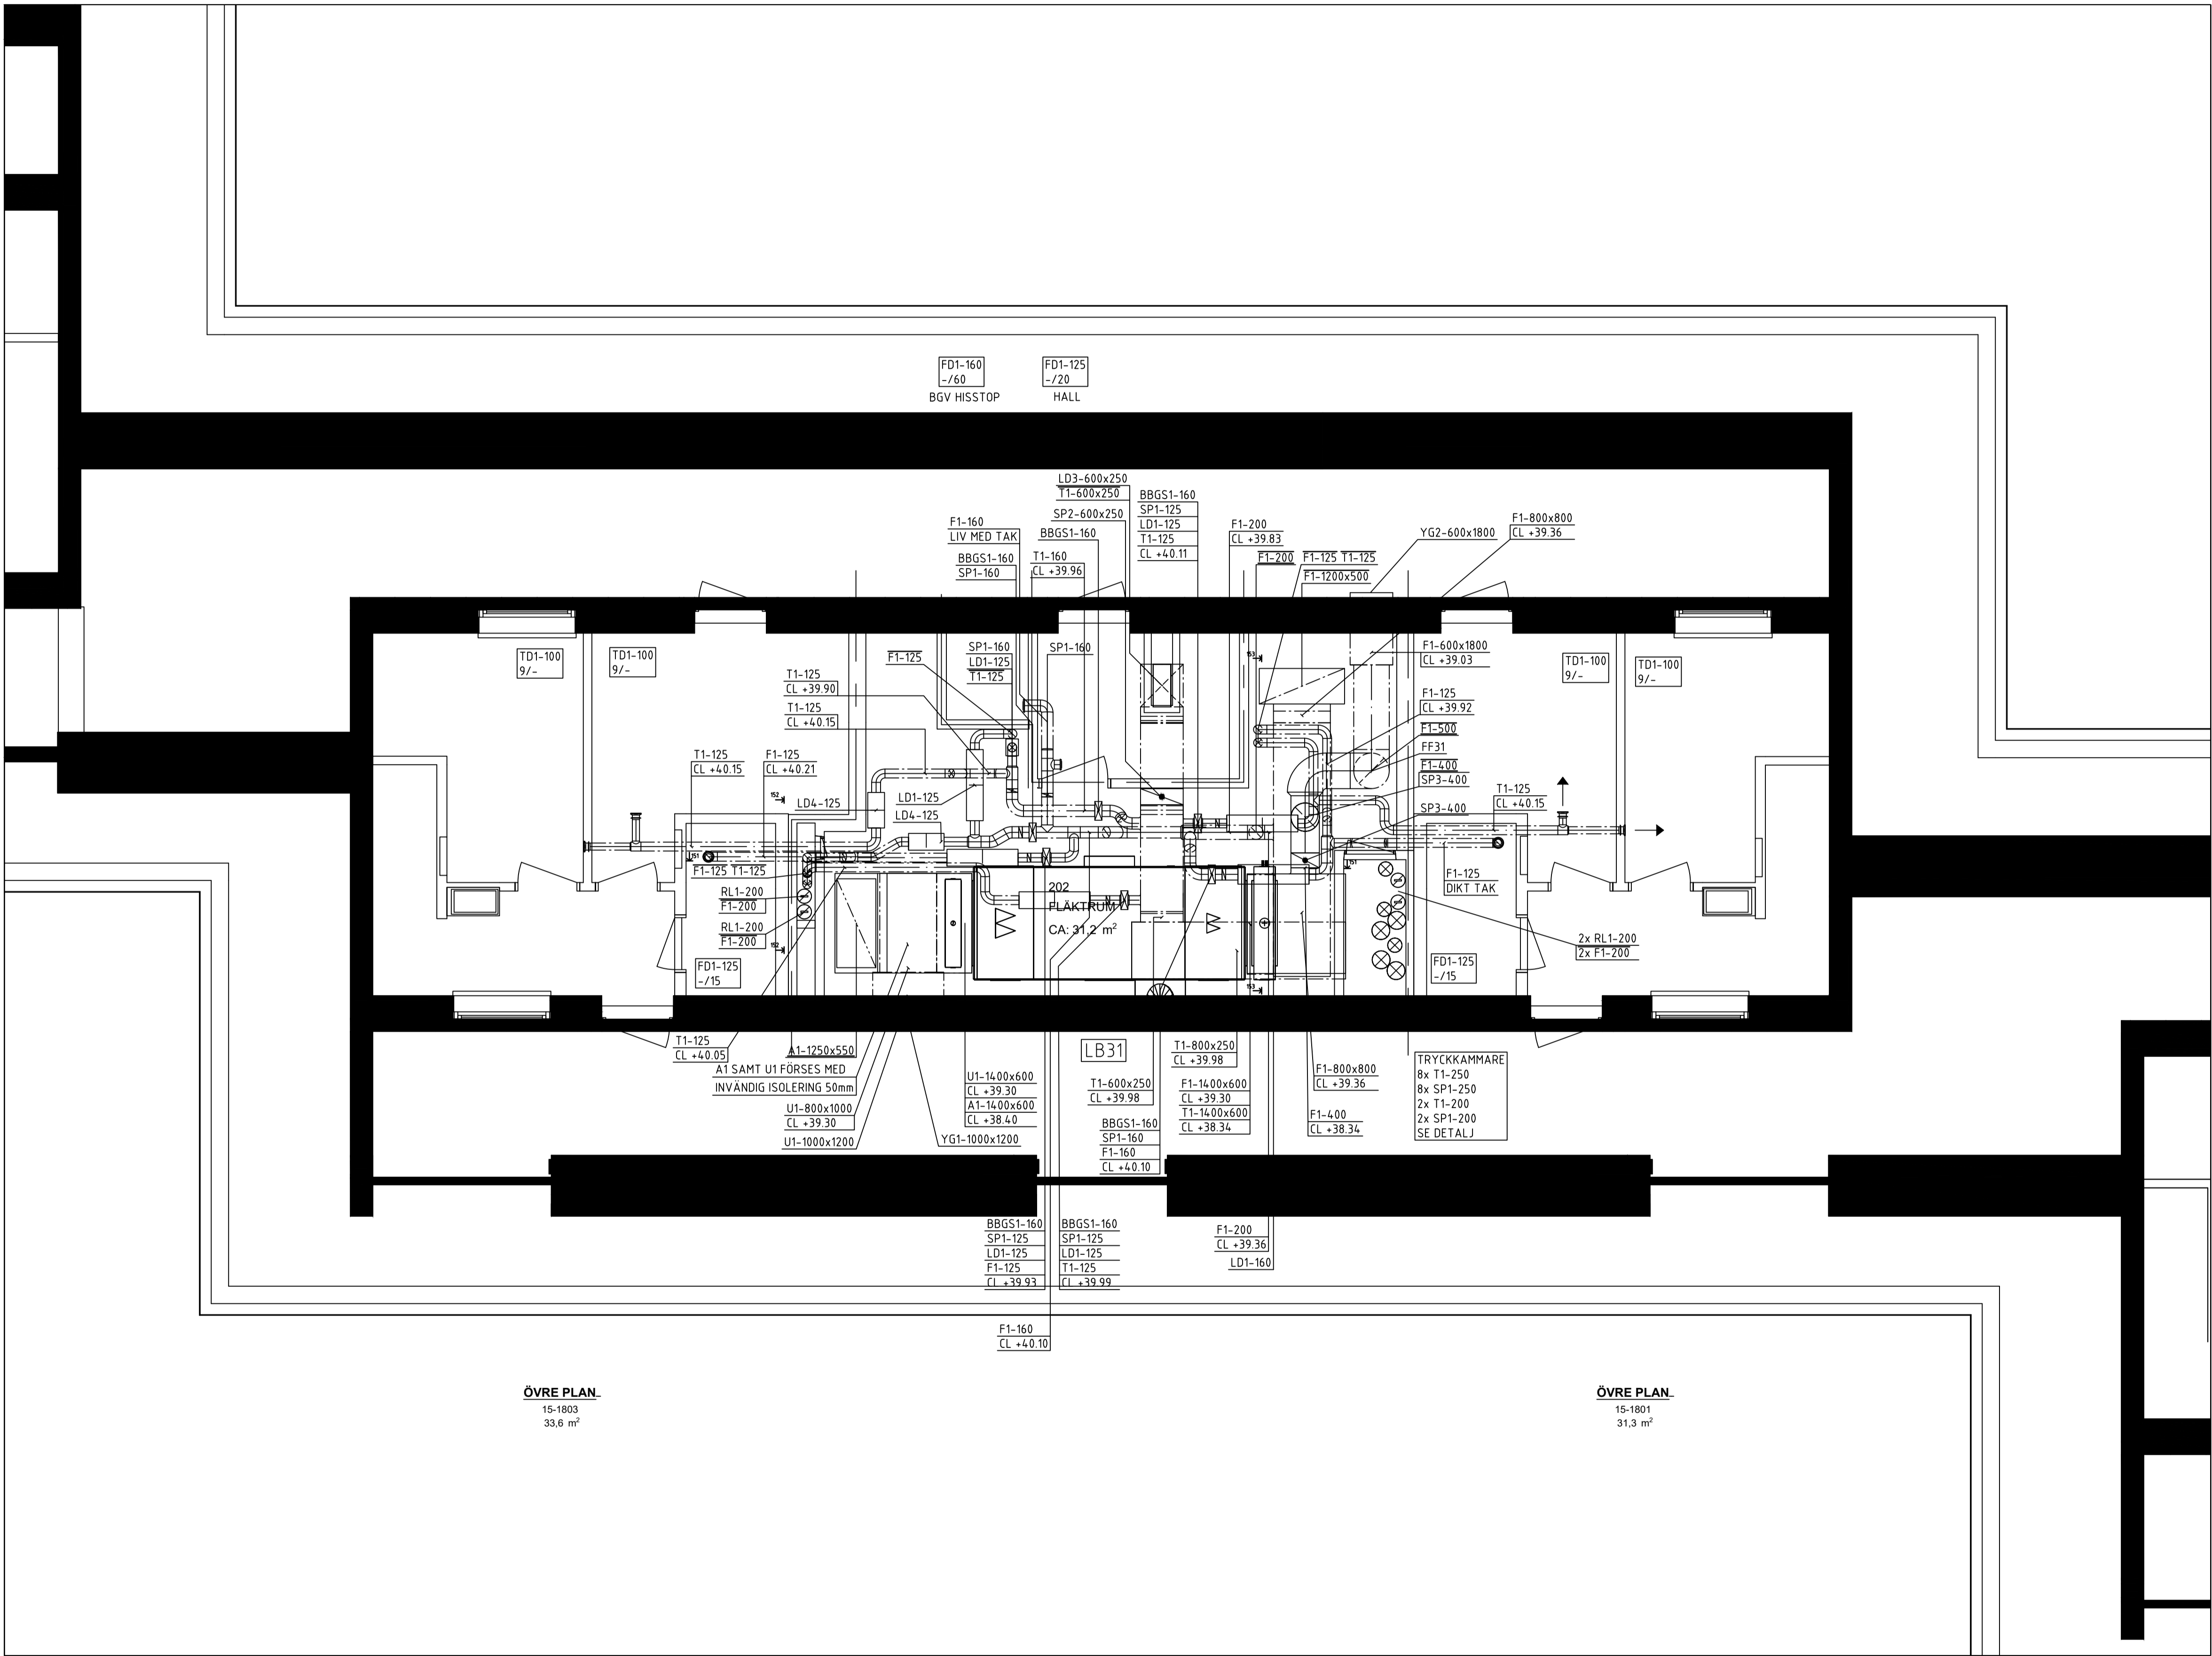 FD1-160
-/60
BGV HISSTOP
FD1-125
-/20
HALL
LD3-600x250
T1-600x250
SP2-600x250
BBGS1-160
SP1-125
LD1-125
T1-125
CL +40.11
F1-160
LIV MED TAK
BBGS1-160
BBGS1-160
SP1-160
T1-160
CL +39.96
F1-200
CL +39.83
F1-200
F1-125 T1-125
F1-1200x500
YG2-600x1800
F1-800x800
CL +39.36
TD1-100
9/-
TD1-100
9/-
F1-125
SP1-160
LD1-125
T1-125
SP1-160
153
F1-600x1800
CL +39.03
TD1-100
9/-
TD1-100
9/-
T1-125
CL +39.90
T1-125
CL +40.15
F1-125
CL +39.92
F1-500
FF31
F1-400
SP3-400
SP3-400
T1-125
CL +40.15
F1-125
CL +40.21
152
LD4-125
LD1-125
LD4-125
T1-125
CL +40.15
151
F1-125 T1-125
RL1-200
F1-200
RL1-200
F1-200
152
FD1-125
-/15
202
FLÄKTRUM
CA: 31,2 m²
151
F1-125
DIKT TAK
2x RL1-200
2x F1-200
FD1-125
-/15
153
T1-125
CL +40.05
A1-1250x550
A1 SAMT U1 FÖRSES MED
INVÄNDIG ISOLERING 50mm
U1-800x1000
CL +39.30
U1-1000x1200
U1-1400x600
CL +39.30
A1-1400x600
CL +38.40
YG1-1000x1200
LB31
T1-600x250
CL +39.98
BBGS1-160
SP1-160
F1-160
CL +40.10
T1-800x250
CL +39.98
F1-1400x600
CL +39.30
T1-1400x600
CL +38.34
F1-800x800
CL +39.36
F1-400
CL +38.34
TRYCKKAMMARE
8x T1-250
8x SP1-250
2x T1-200
2x SP1-200
SE DETALJ
BBGS1-160
SP1-125
LD1-125
F1-125
CL +39.93
BBGS1-160
SP1-125
LD1-125
T1-125
CL +39.99
F1-200
CL +39.36
LD1-160
F1-160
CL +40.10
ÖVRE PLAN
15-1803
33,6 m²
ÖVRE PLAN
15-1801
31,3 m²